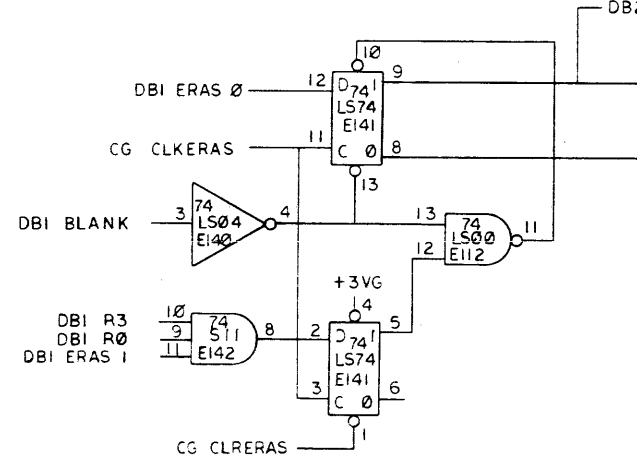 DB2
10
DBI ERAS Ø 12 D 74 1 9
LS74
E141
CG CLKERAS 11 C Ø 8
13
DBI BLANK 3 74 LS04 E140 4 13 74 LS00 E112 11
12
+3VG
4
DBI R3 10
DBI R0 9 74 S11 E142 8 2 D 74 1 5
DBI ERAS 1 11
LS74
E141
3 C Ø 6
CG CLRERAS 1